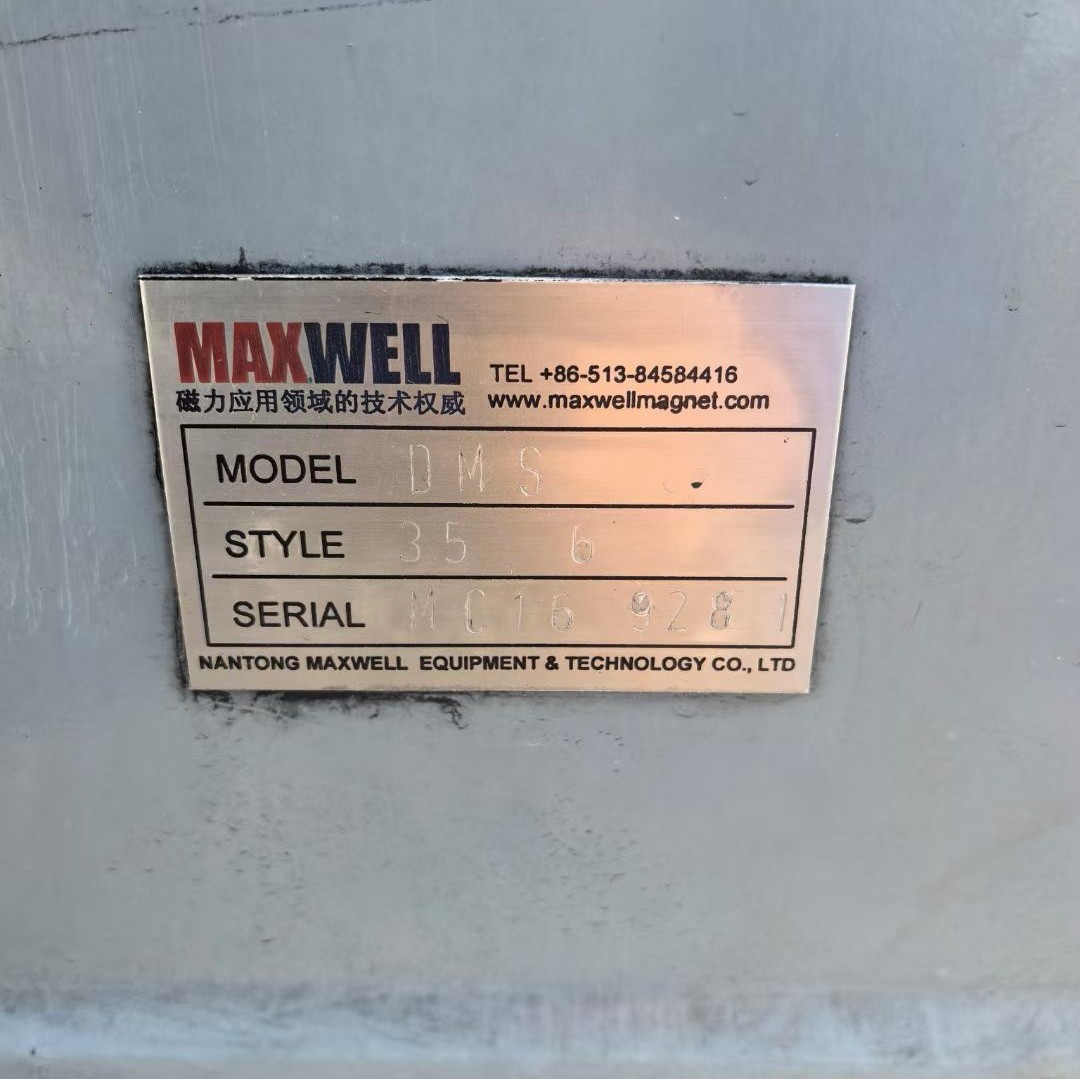 MAXWELL
磁力应用领域的技术权威
TEL +86-513-84584416
www.maxwellmagnet.com
MODEL DMS
STYLE 35 6
SERIAL MC16 9281
NANTONG MAXWELL EQUIPMENT & TECHNOLOGY CO., LTD